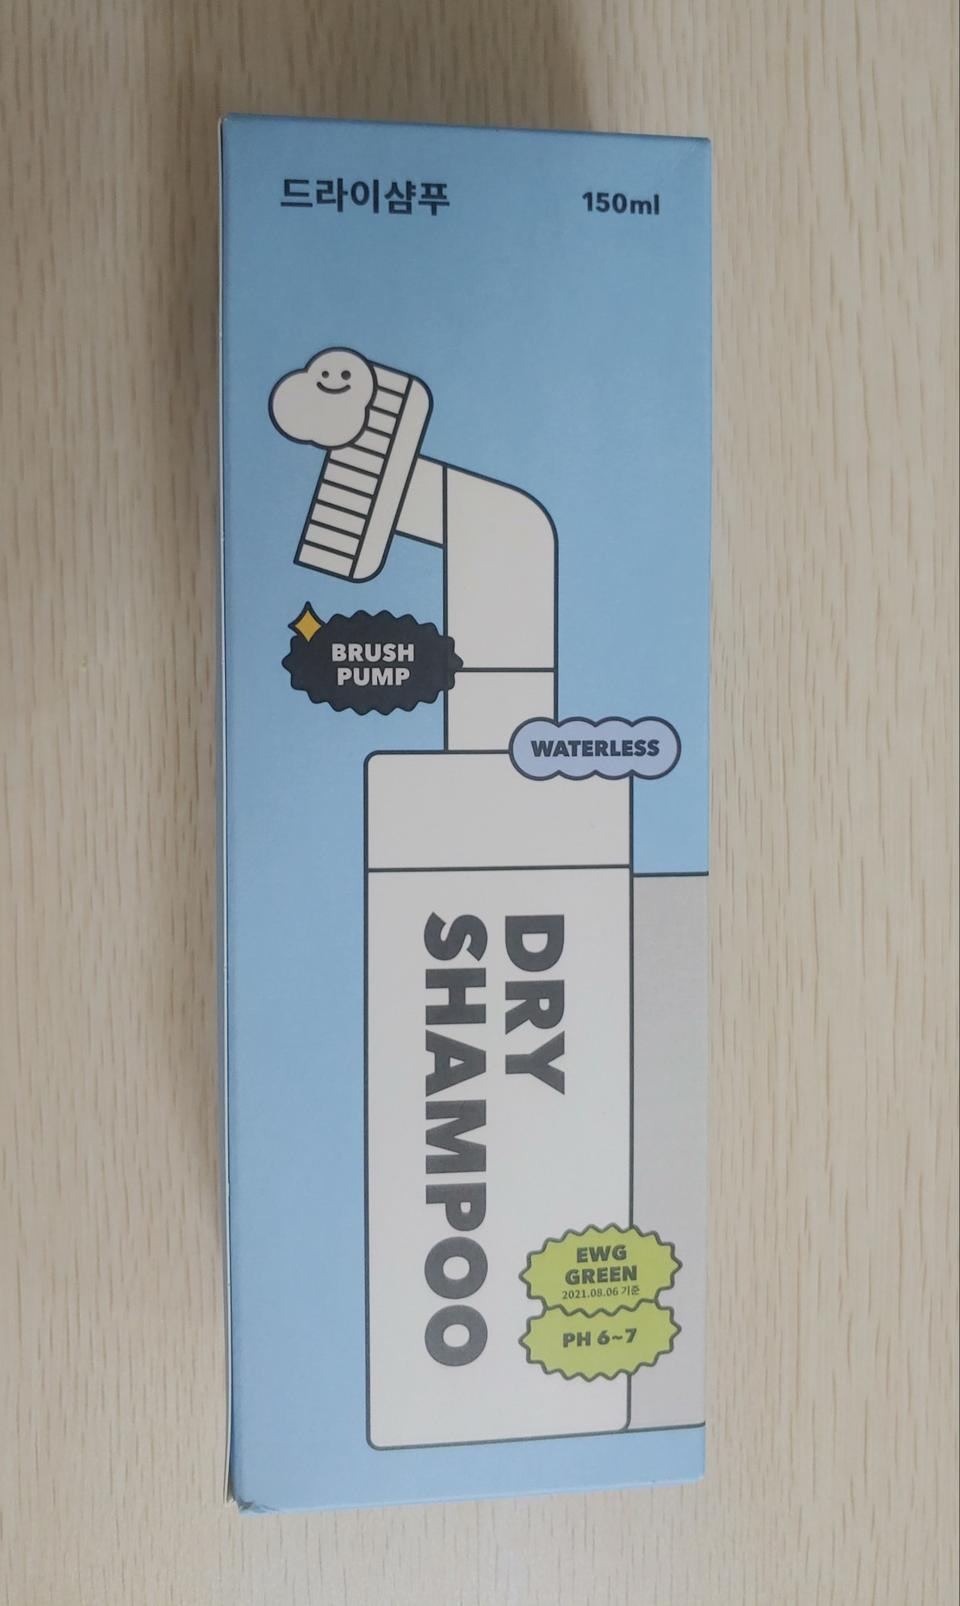 드라이샴푸
150ml
BRUSH
PUMP
WATERLESS
DRY
SHAMPOO
EWG
GREEN
2021.08.06 기준
PH 6~7